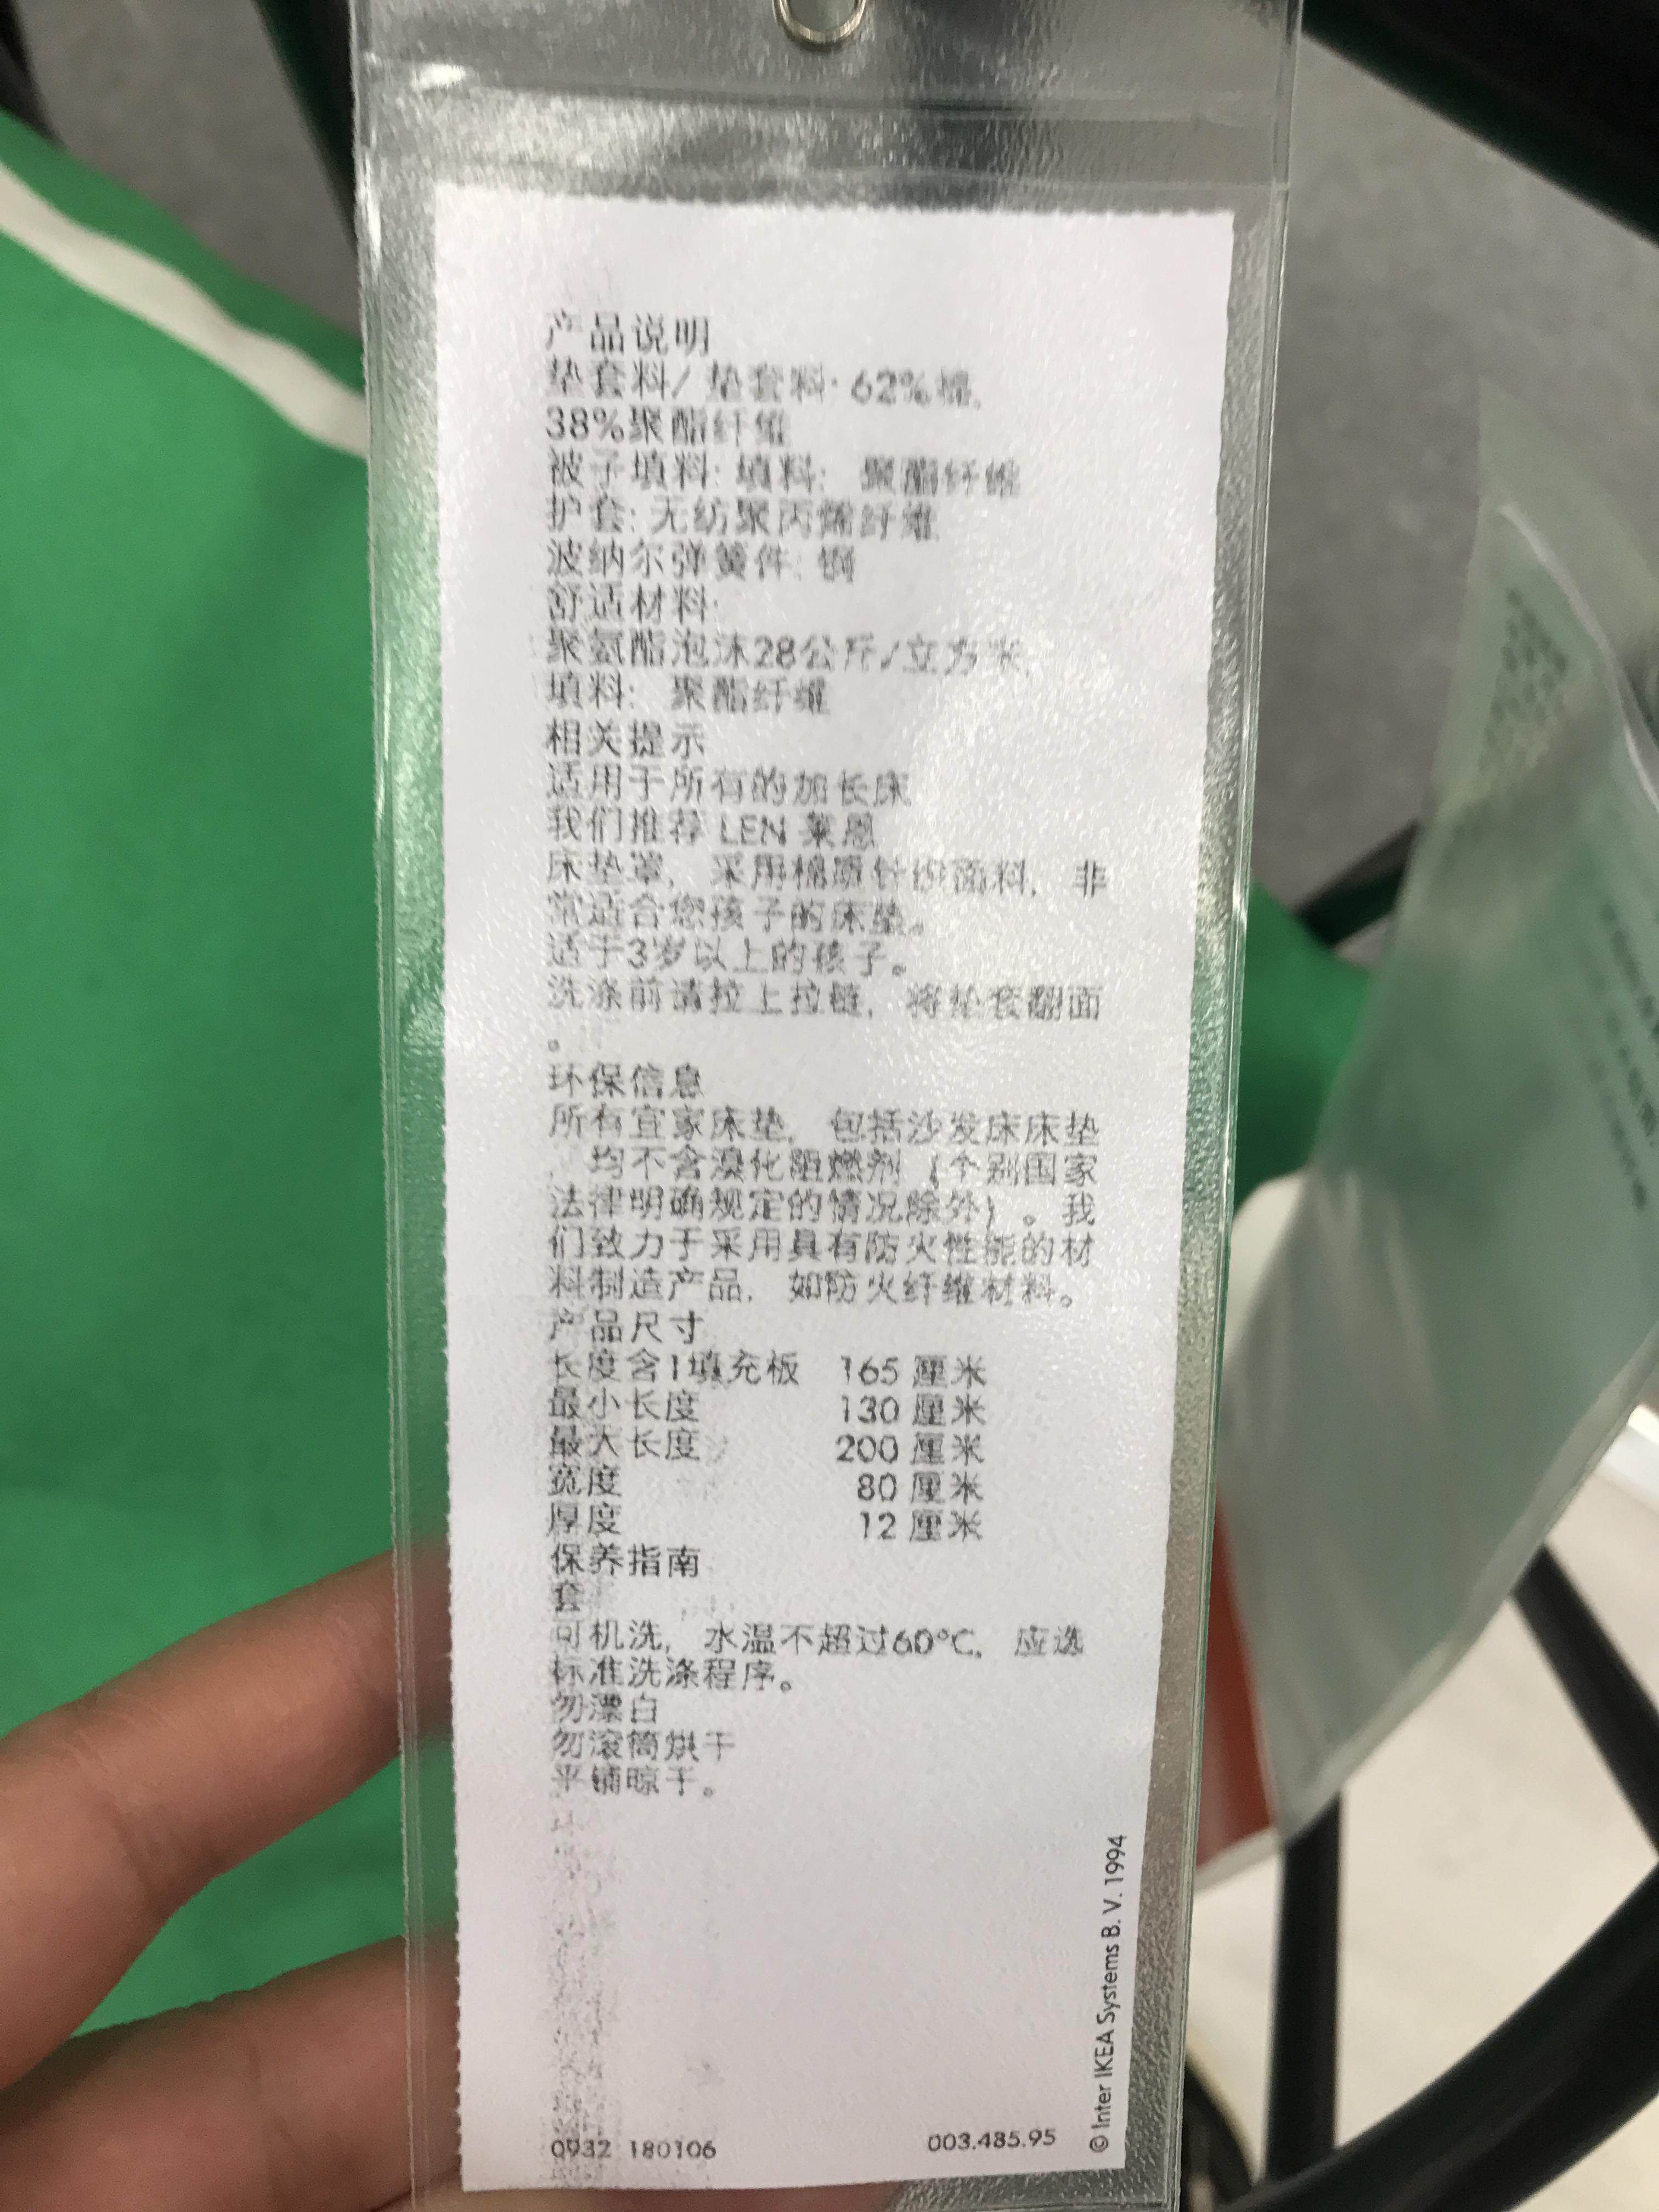 产品说明
垫套料/ 垫套料: 62%棉,
38%聚酯纤维
被子填料: 填料: 聚酯纤维
护套: 无纺聚丙烯纤维
波纳尔弹簧件: 钢
舒适材料:
聚氨酯泡沫28公斤/立方米
填料: 聚酯纤维
相关提示
适用于所有的加长床
我们推荐 LEN 莱恩
床垫罩, 采用棉质针织面料, 非
常适合您孩子的床垫。
适于3岁以上的孩子。
洗涤前请拉上拉链, 将垫套翻面
。
环保信息
所有宜家床垫, 包括沙发床床垫
, 均不含溴化阻燃剂 (个别国家
法律明确规定的情况除外) 。我
们致力于采用具有防火性能的材
料制造产品, 如防火纤维材料。
产品尺寸
长度含1填充板 165 厘米
最小长度 130 厘米
最大长度 200 厘米
宽度 80 厘米
厚度 12 厘米
保养指南
套
可机洗, 水温不超过60°C, 应选
标准洗涤程序。
勿漂白
勿滚筒烘干
平铺晾干。
0932 180106
003.485.95
© Inter IKEA Systems B. V. 1994